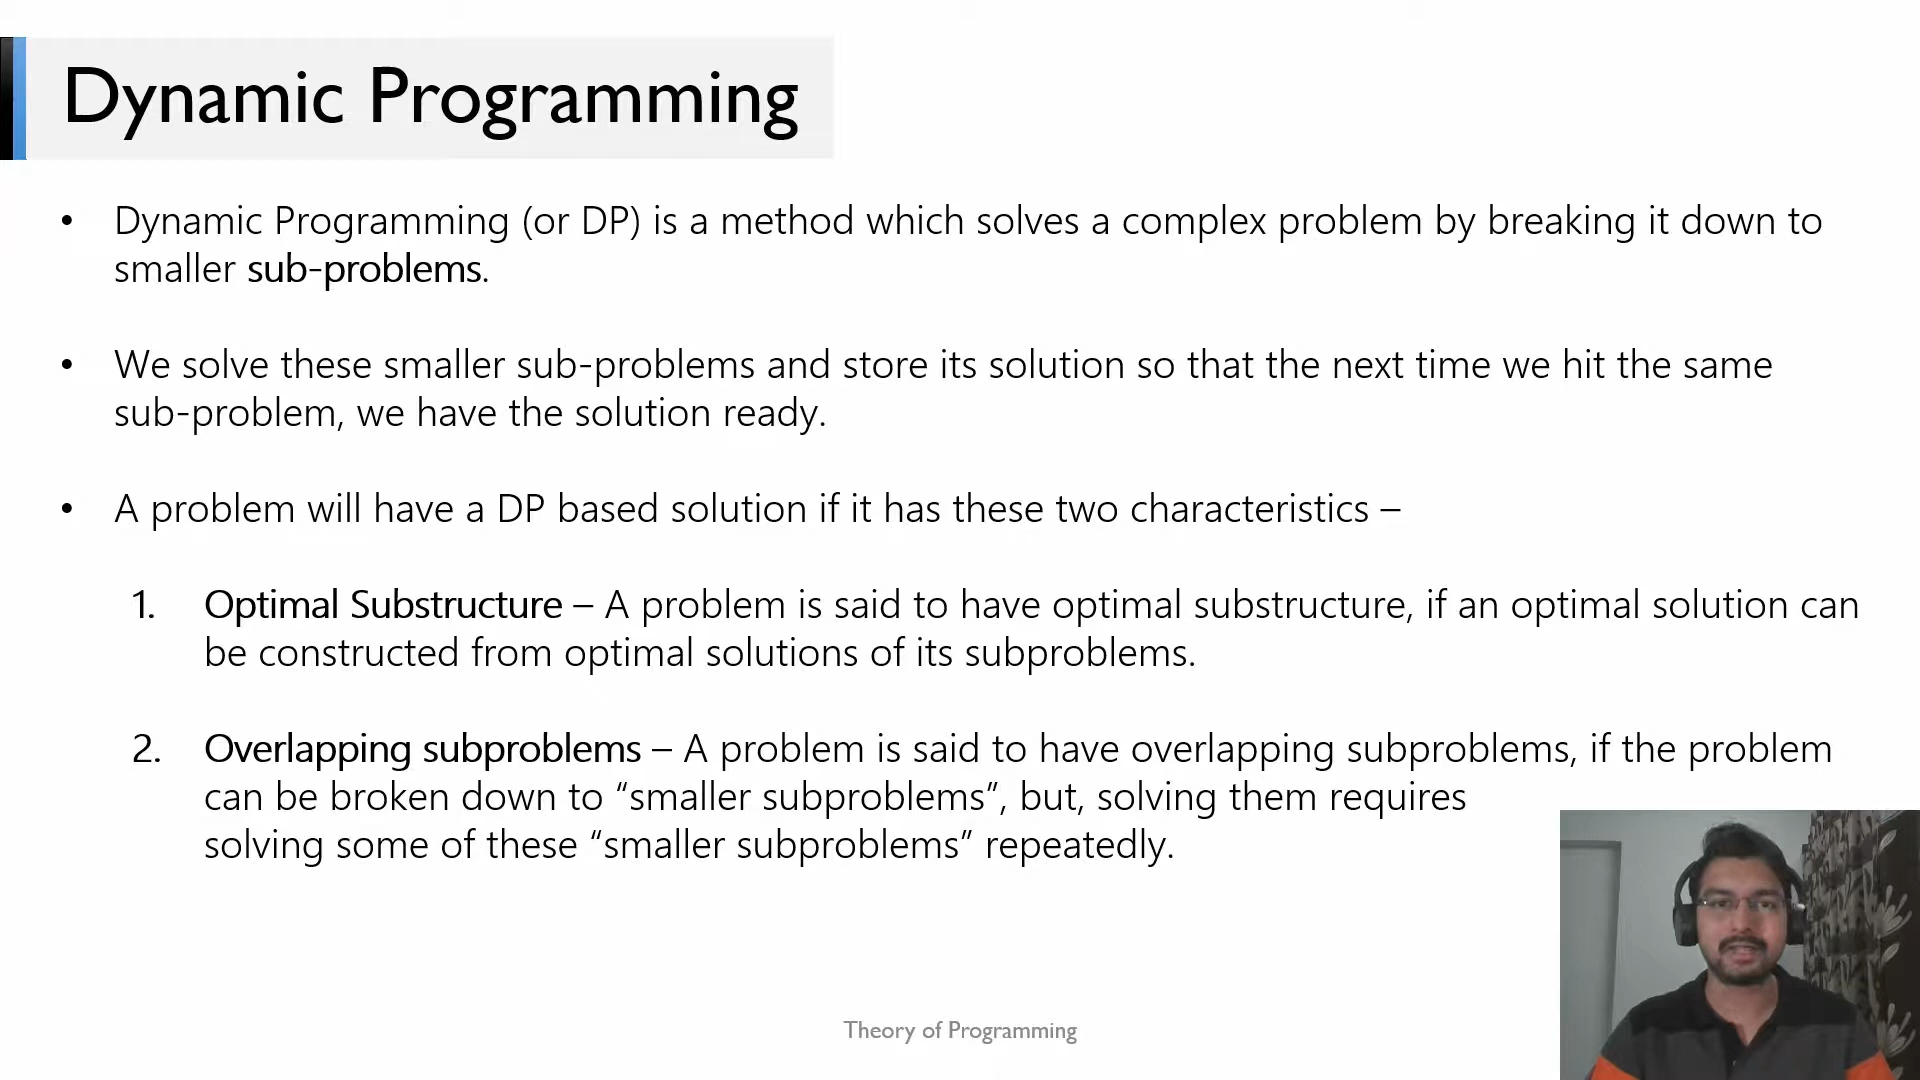 Dynamic Programming
• Dynamic Programming (or DP) is a method which solves a complex problem by breaking it down to
smaller sub-problems.
• We solve these smaller sub-problems and store its solution so that the next time we hit the same
sub-problem, we have the solution ready.
• A problem will have a DP based solution if it has these two characteristics –
1. Optimal Substructure – A problem is said to have optimal substructure, if an optimal solution can
be constructed from optimal solutions of its subproblems.
2. Overlapping subproblems – A problem is said to have overlapping subproblems, if the problem
can be broken down to “smaller subproblems”, but, solving them requires
solving some of these “smaller subproblems” repeatedly.
Theory of Programming